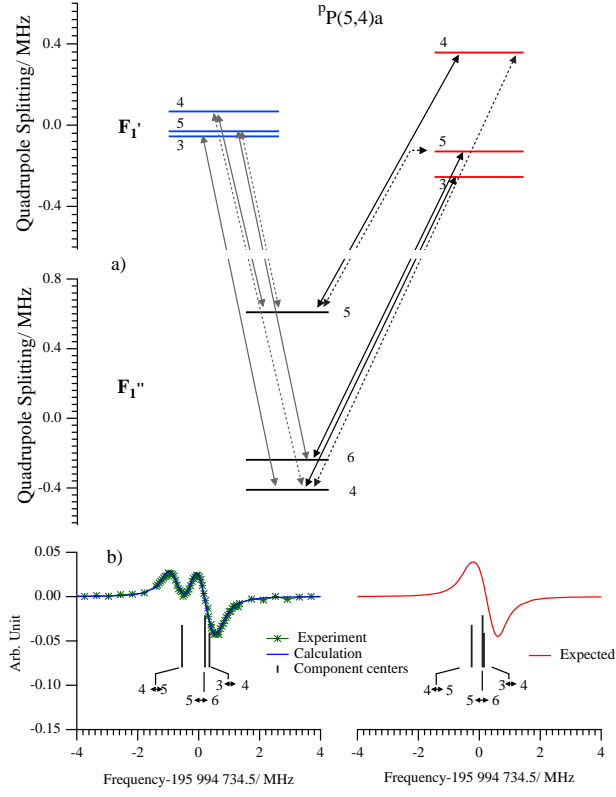 pP(5,4)a
Quadrupole Splitting/ MHz
0.4
0.0
-0.4
F1'
4
5
3
4
5
3
a)
Quadrupole Splitting/ MHz
0.8
0.4
0.0
-0.4
F1"
5
6
4
b)
Arb. Unit
0.05
0.00
-0.05
-0.10
-0.15
Experiment
Calculation
Component centers
Expected
4↔5
3↔4
5↔6
4↔5
3↔4
5↔6
-4 -2 0 2 4
-4 -2 0 2 4
Frequency-195 994 734.5/ MHz
Frequency-195 994 734.5/ MHz